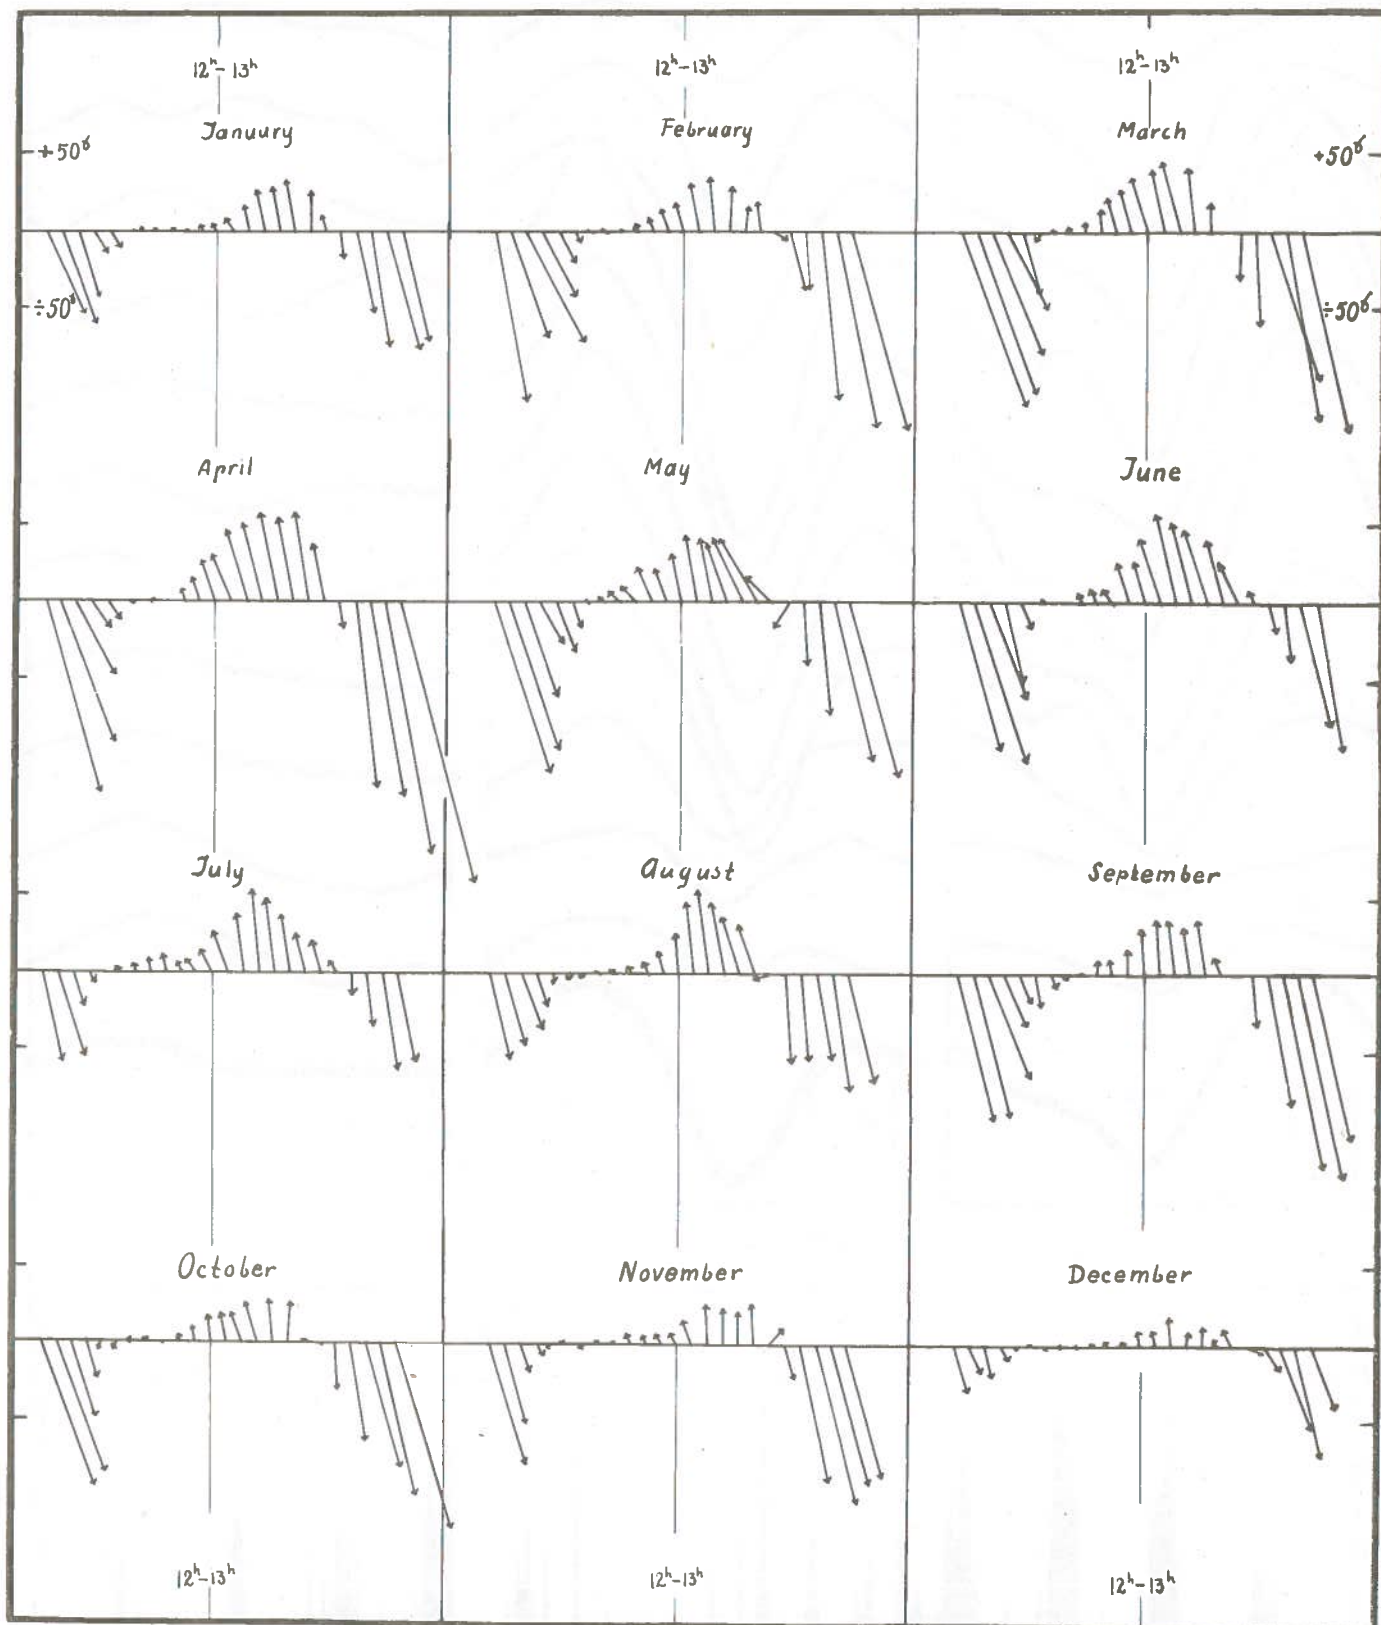 12ʰ-13ʰ 12ʰ-13ʰ 12ʰ-13ʰ
Januury February March
+50ᵞ +50ᵞ
÷50ᵞ ÷50ᵞ
April May June
July August September
October November December
12ʰ-13ʰ 12ʰ-13ʰ 12ʰ-13ʰ